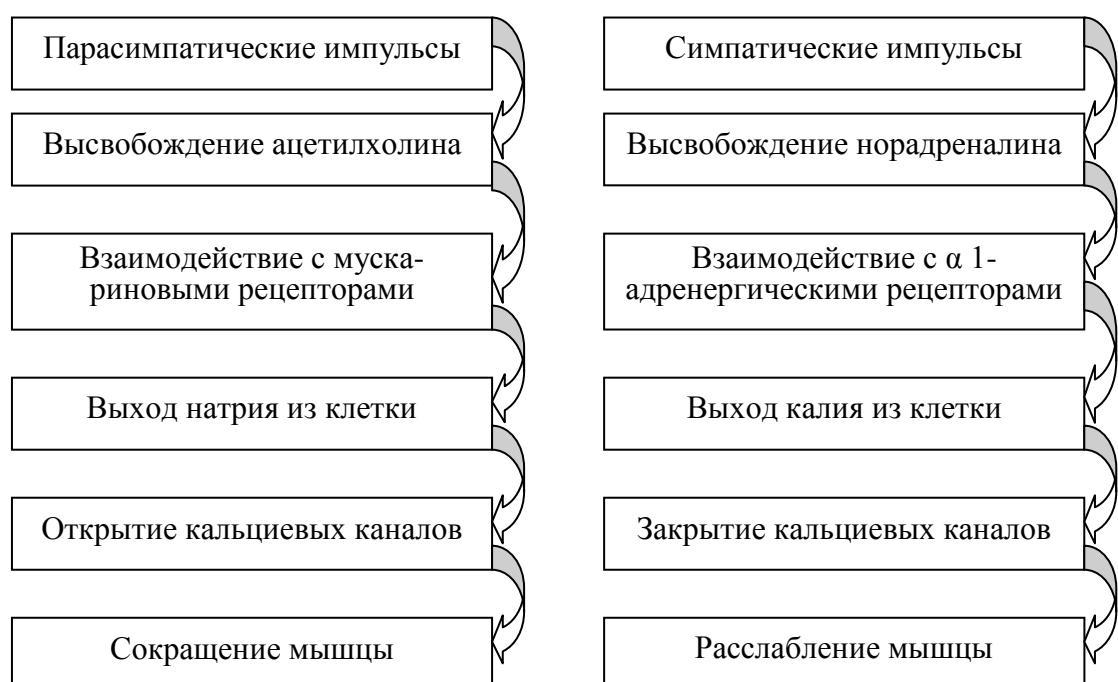 Парасимпатические импульсы
Высвобождение ацетилхолина
Взаимодействие с муска-
риновыми рецепторами
Выход натрия из клетки
Открытие кальциевых каналов
Сокращение мышцы
Симпатические импульсы
Высвобождение норадреналина
Взаимодействие с α 1-
адренергическими рецепторами
Выход калия из клетки
Закрытие кальциевых каналов
Расслабление мышцы